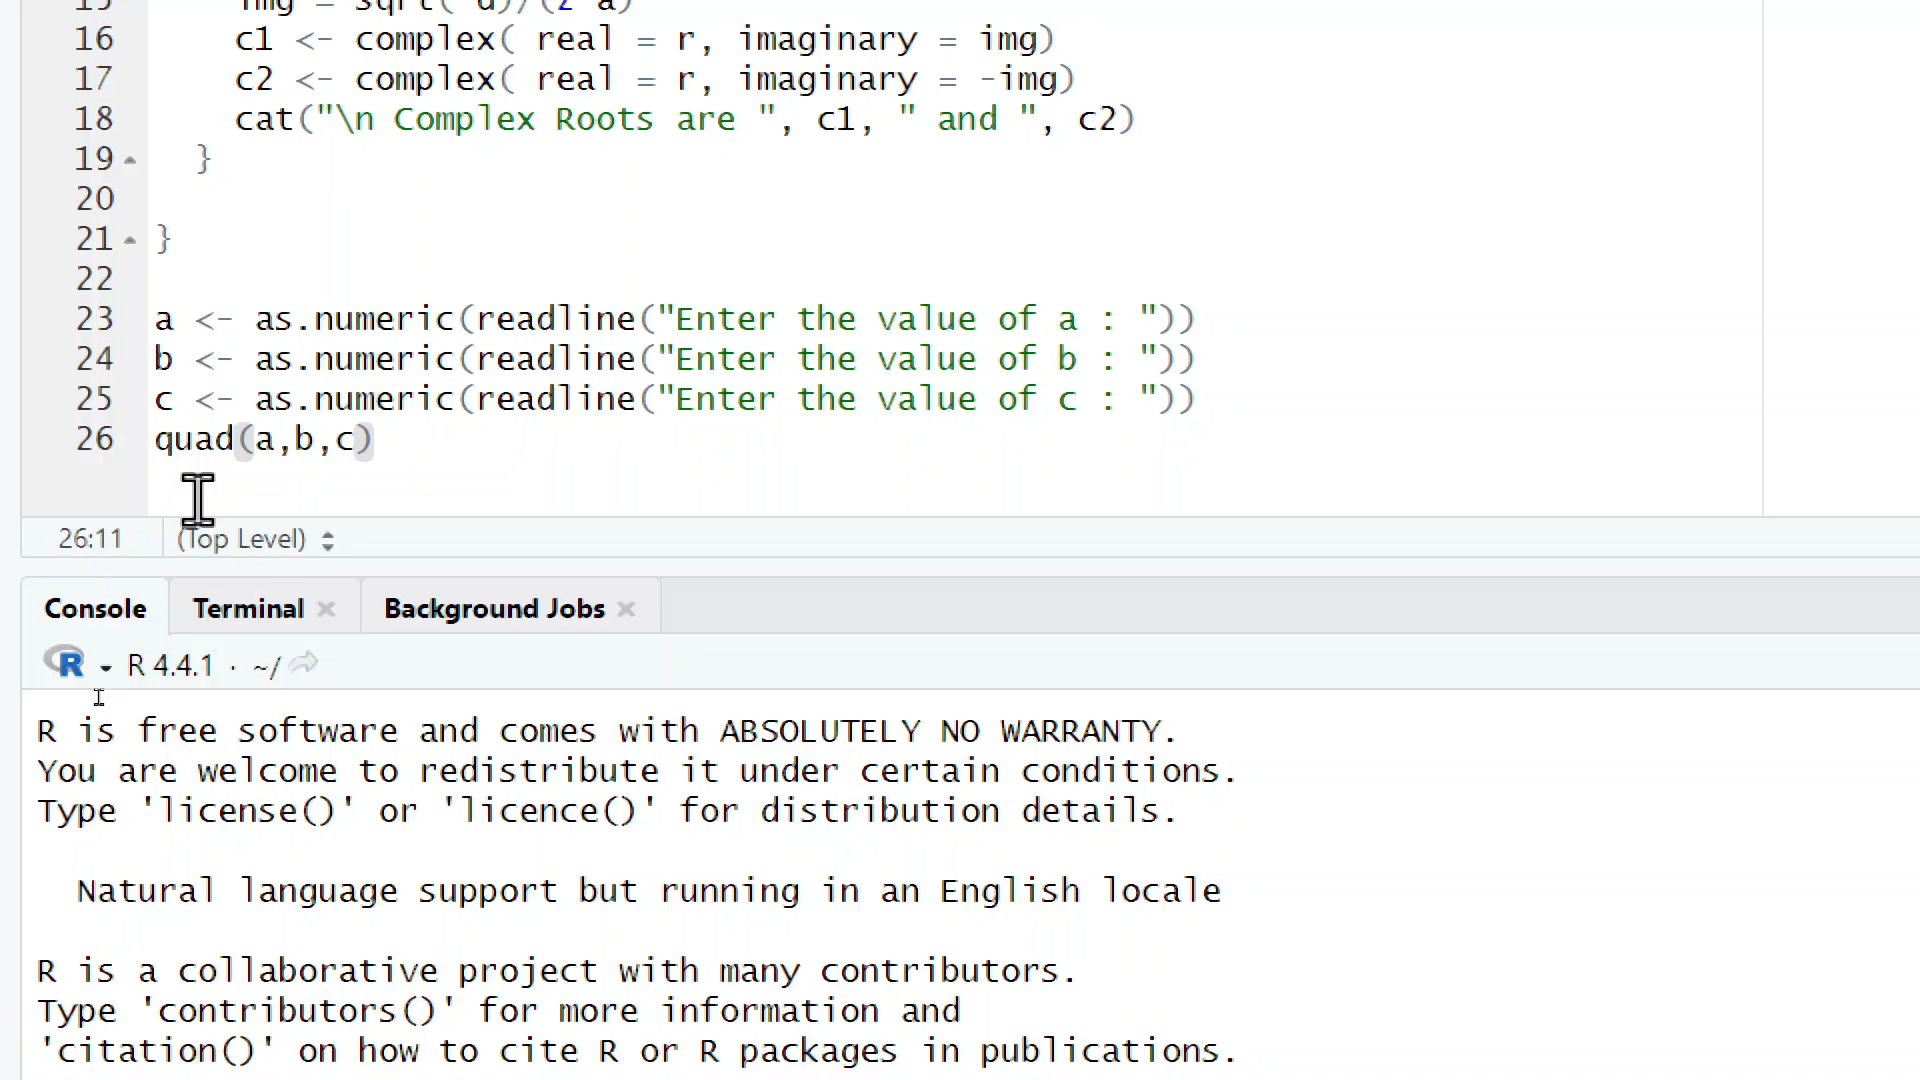 16 c1 <- complex( real = r, imaginary = img)
17 c2 <- complex( real = r, imaginary = -img)
18 cat("\n Complex Roots are ", c1, " and ", c2)
19 }
20
21 }
22
23 a <- as.numeric(readline("Enter the value of a : "))
24 b <- as.numeric(readline("Enter the value of b : "))
25 c <- as.numeric(readline("Enter the value of c : "))
26 quad(a,b,c)
26:11 (Top Level)
Console Terminal Background Jobs
R R 4.4.1 · ~/
R is free software and comes with ABSOLUTELY NO WARRANTY.
You are welcome to redistribute it under certain conditions.
Type 'license()' or 'licence()' for distribution details.
Natural language support but running in an English locale
R is a collaborative project with many contributors.
Type 'contributors()' for more information and
'citation()' on how to cite R or R packages in publications.